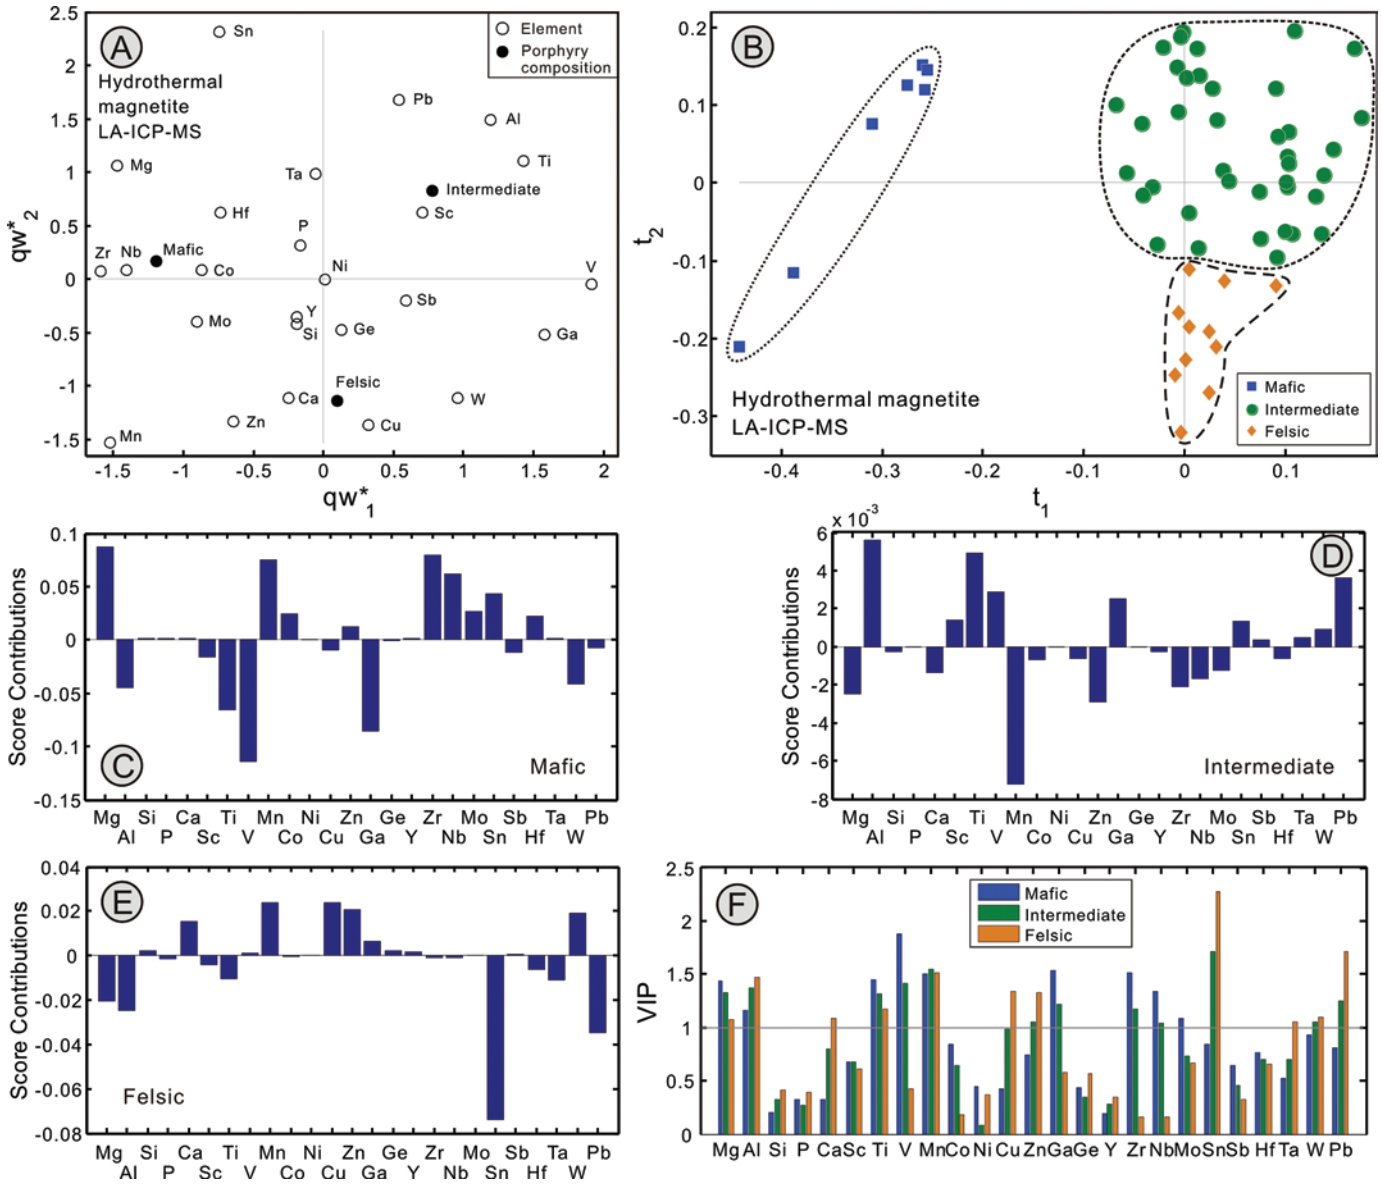 A
Element
Porphyry
composition
Hydrothermal
magnetite
LA-ICP-MS
Sn
Pb
Al
Mg
Ti
Ta
Intermediate
Hf
Sc
P
Zr
Nb
Mafic
Co
Ni
V
Mo
Y
Si
Ge
Sb
Ga
Felsic
Ca
W
Zn
Cu
Mn
2.5
2
1.5
1
0.5
0
-0.5
-1
-1.5
qw*2
-1.5 -1 -0.5 0 0.5 1 1.5 2
qw*1
B
0.2
0.1
0
-0.1
-0.2
-0.3
t2
Hydrothermal magnetite
LA-ICP-MS
Mafic
Intermediate
Felsic
-0.4 -0.3 -0.2 -0.1 0 0.1
t1
0.1
0.05
0
-0.05
-0.1
-0.15
Score Contributions
C
Mafic
Mg Al Si P Ca Sc Ti V Mn Co Ni Cu Zn Ga Ge Y Zr Nb Mo Sn Sb Hf Ta W Pb
x 10-3
6
4
2
0
-2
-4
-6
-8
Score Contributions
D
Intermediate
Mg Al Si P Ca Sc Ti V Mn Co Ni Cu Zn Ga Ge Y Zr Nb Mo Sn Sb Hf Ta W Pb
0.04
0.02
0
-0.02
-0.04
-0.06
-0.08
Score Contributions
E
Felsic
Mg Al Si P Ca Sc Ti V Mn Co Ni Cu Zn Ga Ge Y Zr Nb Mo Sn Sb Hf Ta W Pb
2.5
2
1.5
1
0.5
0
VIP
F
Mafic
Intermediate
Felsic
Mg Al Si P Ca Sc Ti V Mn Co Ni Cu Zn Ga Ge Y Zr Nb Mo Sn Sb Hf Ta W Pb